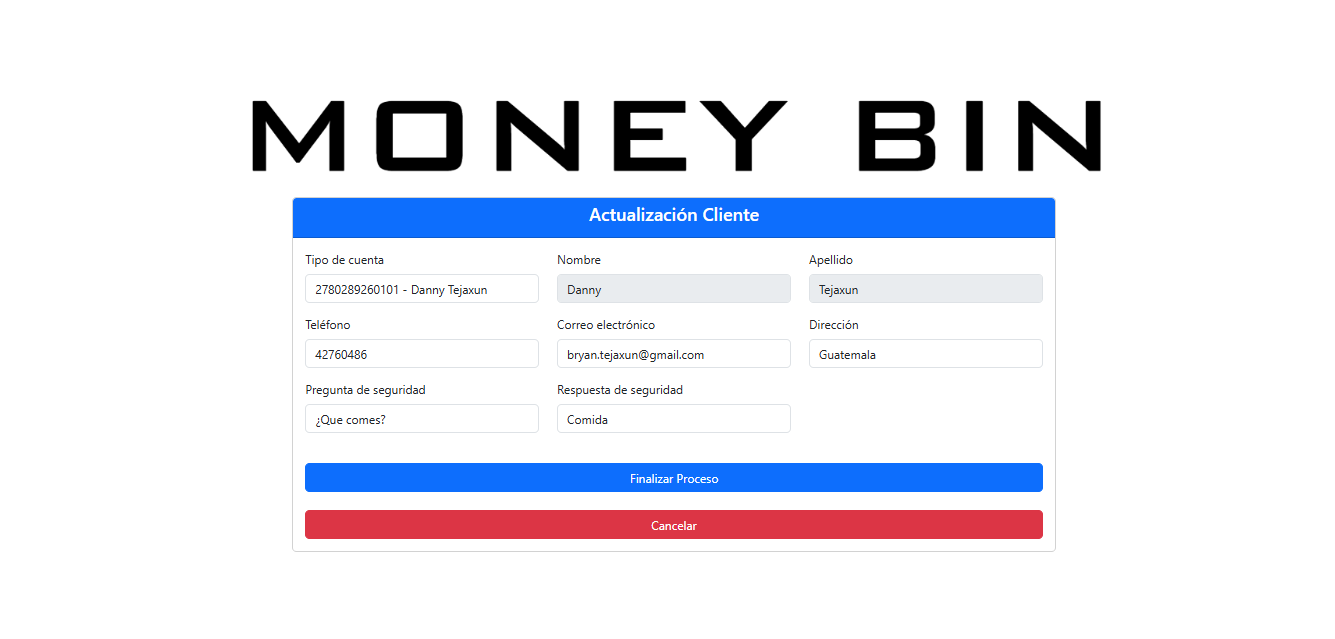 MONEY BIN
Actualización Cliente
Tipo de cuenta Nombre Apellido
2780289260101 - Danny Tejaxun Danny Tejaxun
Teléfono Correo electrónico Dirección
42760486 bryan.tejaxun@gmail.com Guatemala
Pregunta de seguridad Respuesta de seguridad
¿Que comes? Comida
Finalizar Proceso
Cancelar